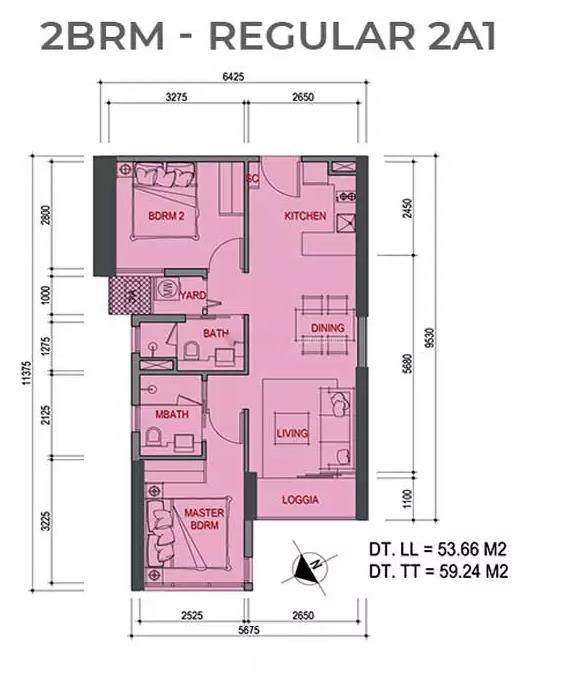 2BRM - REGULAR 2A1
6425
3275 2650
SC
BDRM 2 KITCHEN
2800 2450
YARD
WM
1000
BATH DINING
1275 9530
11375 5680
MBATH
2125
LIVING
LOGGIA
1100
MASTER
BDRM
3225
DT. LL = 53.66 M2
DT. TT = 59.24 M2
2525 2650
5675